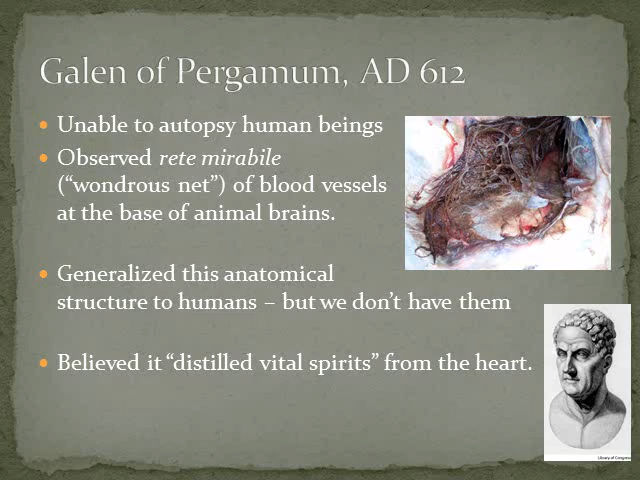 Galen of Pergamum, AD 612
• Unable to autopsy human beings
• Observed rete mirabile
(“wondrous net”) of blood vessels
at the base of animal brains.
• Generalized this anatomical
structure to humans – but we don’t have them
• Believed it “distilled vital spirits” from the heart.
Library of Congress